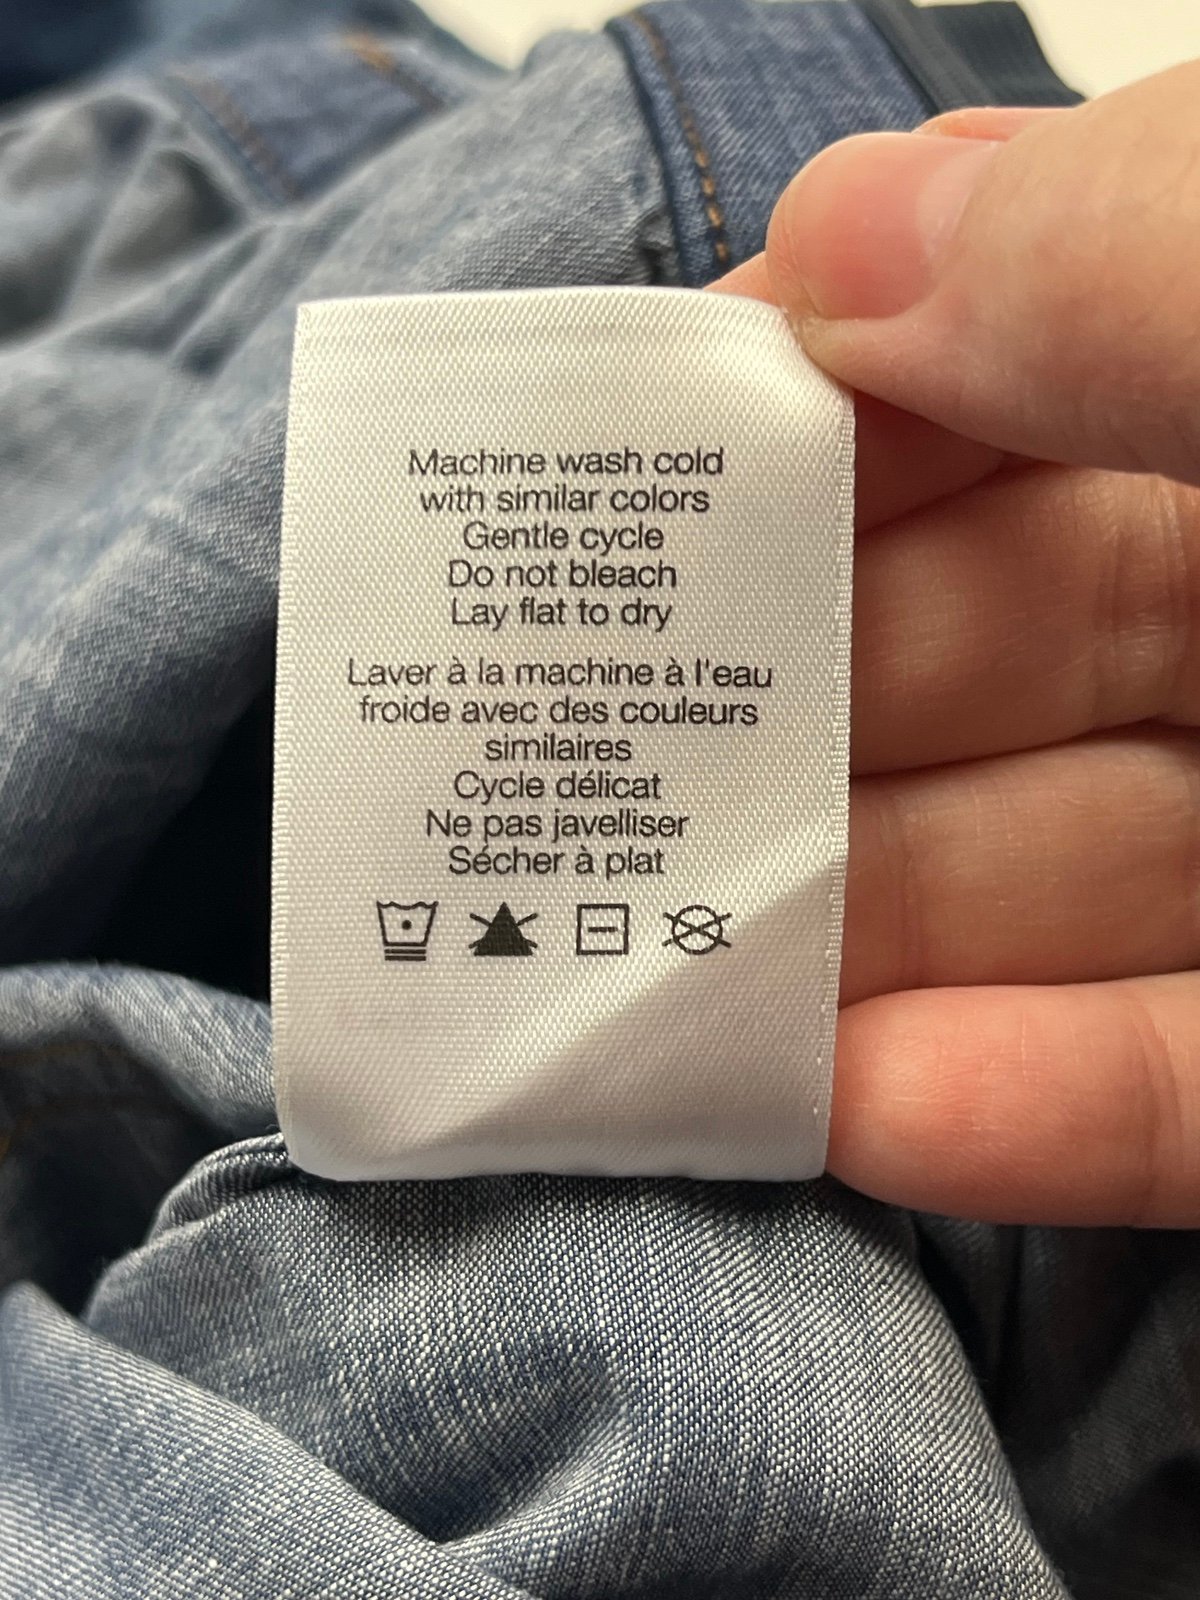 Machine wash cold
with similar colors
Gentle cycle
Do not bleach
Lay flat to dry
Laver à la machine à l'eau
froide avec des couleurs
similaires
Cycle délicat
Ne pas javelliser
Sécher à plat